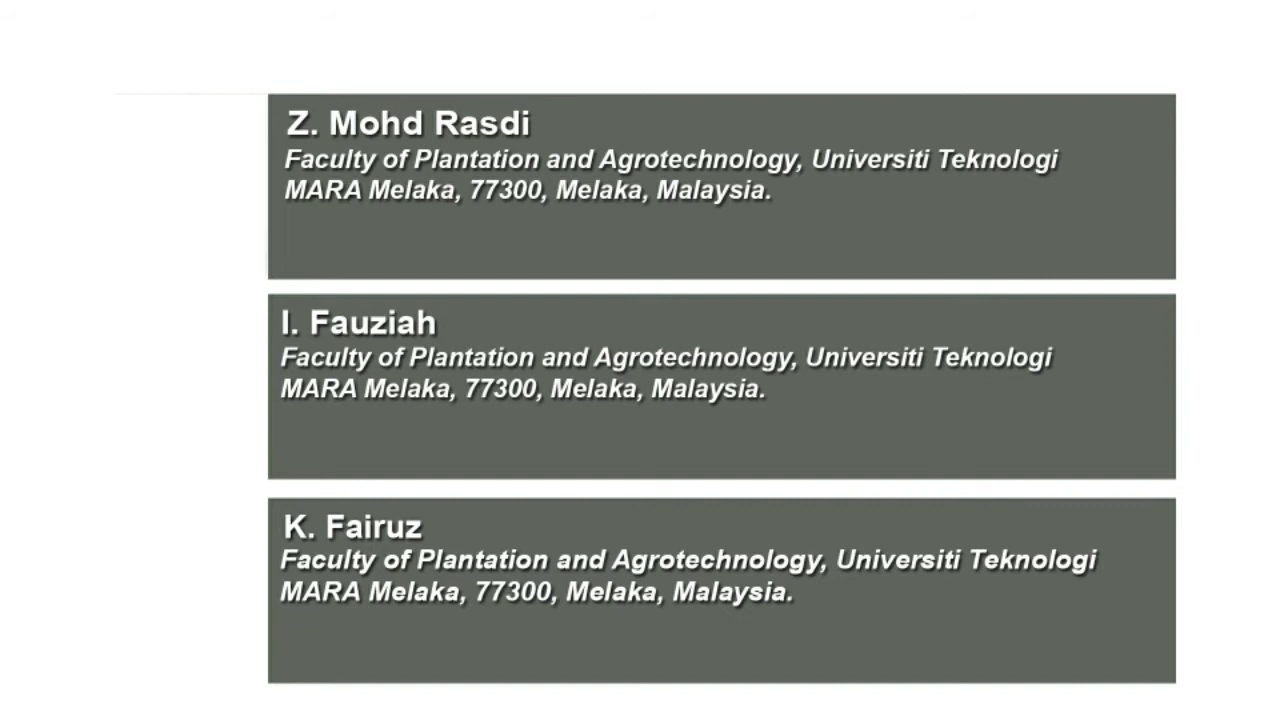 Z. Mohd Rasdi
Faculty of Plantation and Agrotechnology, Universiti Teknologi
MARA Melaka, 77300, Melaka, Malaysia.
I. Fauziah
Faculty of Plantation and Agrotechnology, Universiti Teknologi
MARA Melaka, 77300, Melaka, Malaysia.
K. Fairuz
Faculty of Plantation and Agrotechnology, Universiti Teknologi
MARA Melaka, 77300, Melaka, Malaysia.